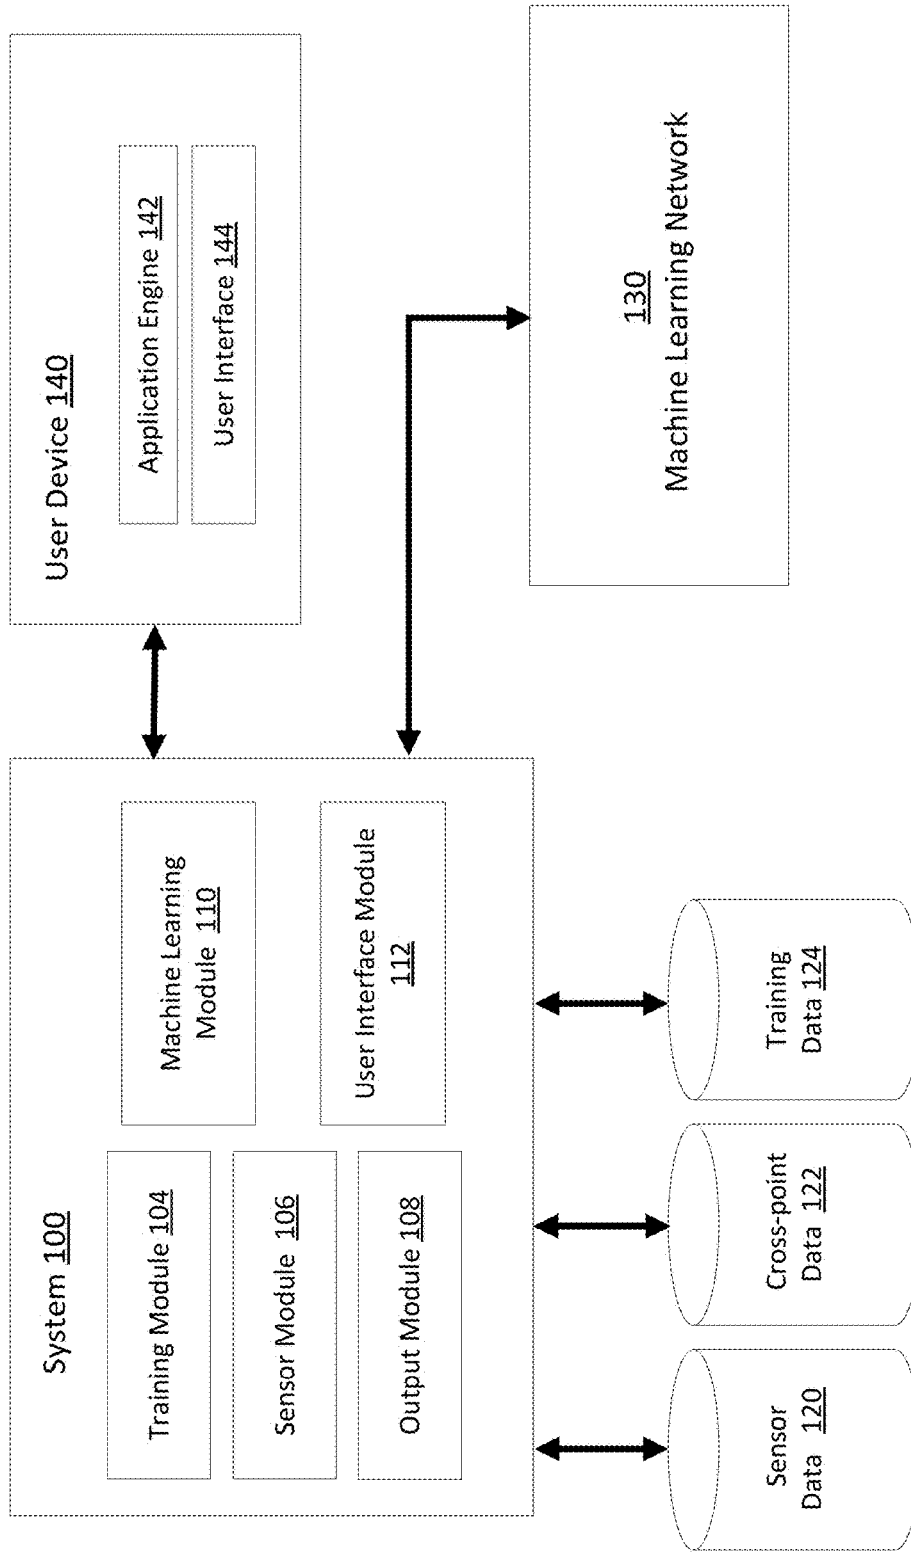 System 100
Training Module 104
Sensor Module 106
Output Module 108
Machine Learning
Module 110
User Interface Module
112
User Device 140
Application Engine 142
User Interface 144
130
Machine Learning Network
Sensor
Data 120
Cross-point
Data 122
Training
Data 124